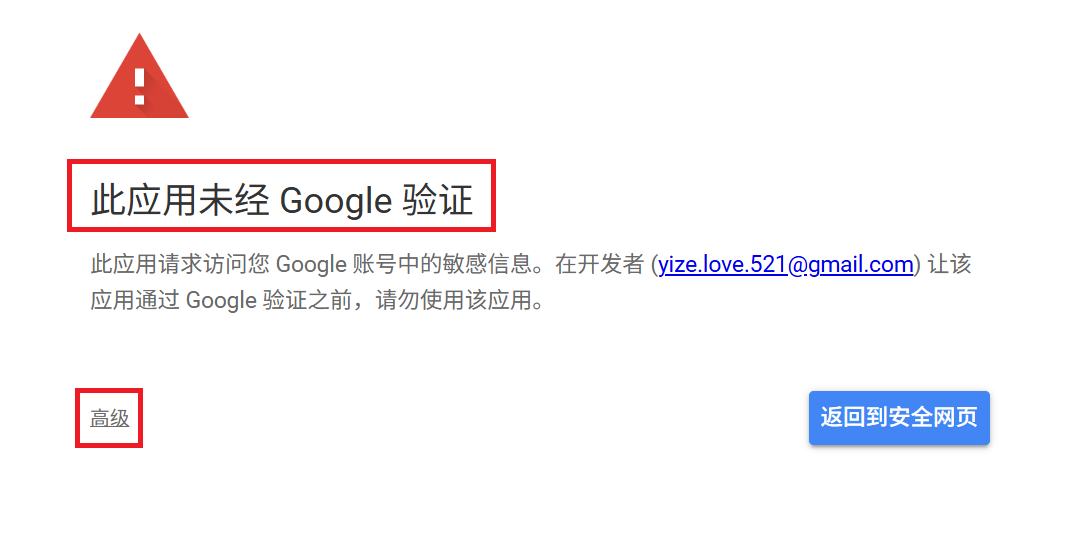 此应用未经 Google 验证
此应用请求访问您 Google 账号中的敏感信息。在开发者 (yize.love.521@gmail.com) 让该
应用通过 Google 验证之前，请勿使用该应用。
高级
返回到安全网页